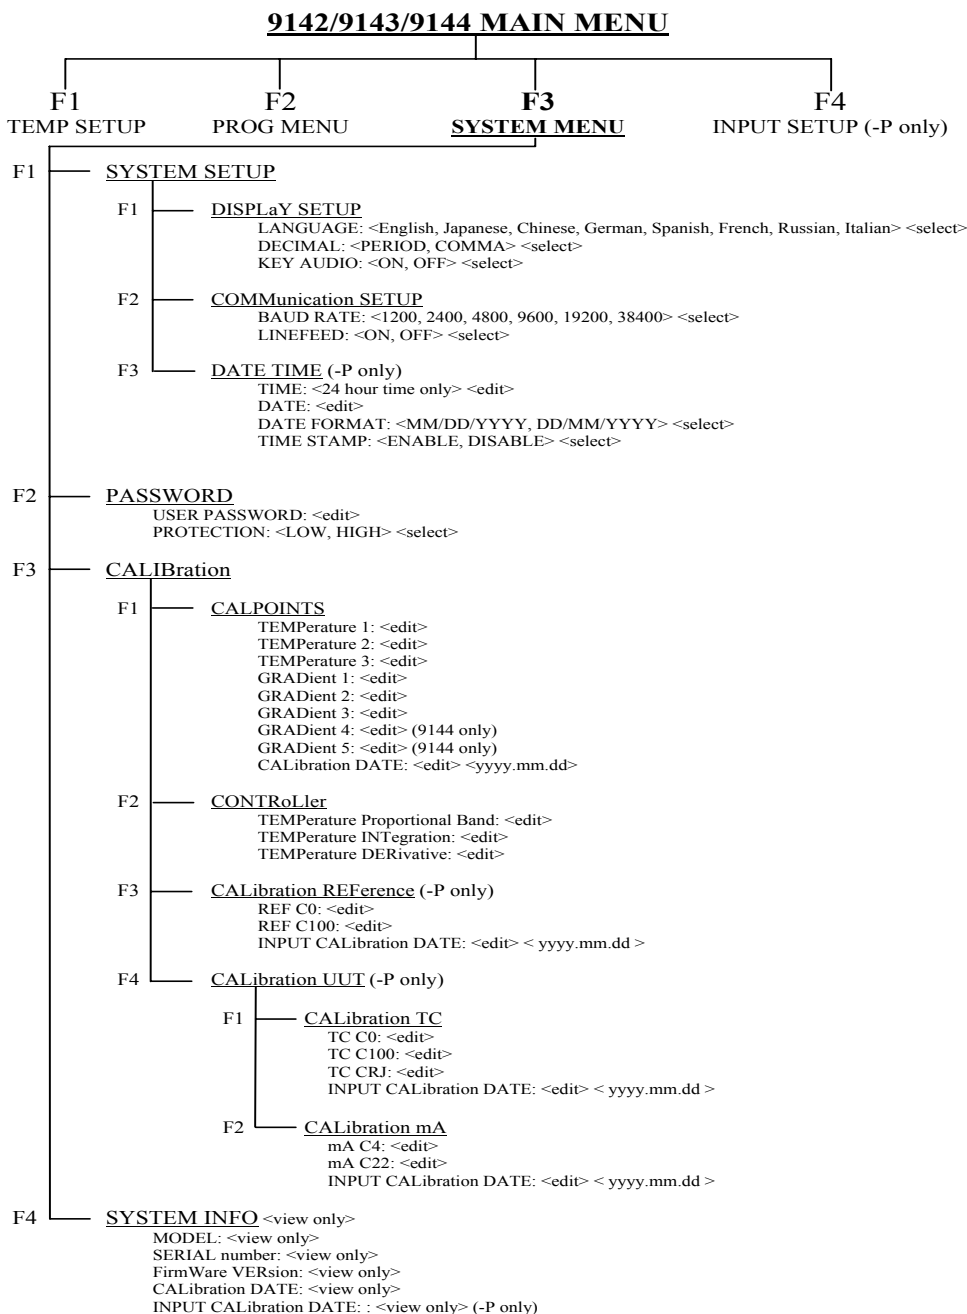 9142/9143/9144 MAIN MENU
F1 F2 F3 F4
TEMP SETUP PROG MENU SYSTEM MENU INPUT SETUP (-P only)
F1 SYSTEM SETUP
F1 DISPLaY SETUP
LANGUAGE: <English, Japanese, Chinese, German, Spanish, French, Russian, Italian> <select>
DECIMAL: <PERIOD, COMMA> <select>
KEY AUDIO: <ON, OFF> <select>
F2 COMMunication SETUP
BAUD RATE: <1200, 2400, 4800, 9600, 19200, 38400> <select>
LINEFEED: <ON, OFF> <select>
F3 DATE TIME (-P only)
TIME: <24 hour time only> <edit>
DATE: <edit>
DATE FORMAT: <MM/DD/YYYY, DD/MM/YYYY> <select>
TIME STAMP: <ENABLE, DISABLE> <select>
F2 PASSWORD
USER PASSWORD: <edit>
PROTECTION: <LOW, HIGH> <select>
F3 CALIBration
F1 CALPOINTS
TEMPerature 1: <edit>
TEMPerature 2: <edit>
TEMPerature 3: <edit>
GRADient 1: <edit>
GRADient 2: <edit>
GRADient 3: <edit>
GRADient 4: <edit> (9144 only)
GRADient 5: <edit> (9144 only)
CALibration DATE: <edit> <yyyy.mm.dd>
F2 CONTRoLler
TEMPerature Proportional Band: <edit>
TEMPerature INTegration: <edit>
TEMPerature DERivative: <edit>
F3 CALibration REFerence (-P only)
REF C0: <edit>
REF C100: <edit>
INPUT CALibration DATE: <edit> < yyyy.mm.dd >
F4 CALibration UUT (-P only)
F1 CALibration TC
TC C0: <edit>
TC C100: <edit>
TC CRJ: <edit>
INPUT CALibration DATE: <edit> < yyyy.mm.dd >
F2 CALibration mA
mA C4: <edit>
mA C22: <edit>
INPUT CALibration DATE: <edit> < yyyy.mm.dd >
F4 SYSTEM INFO <view only>
MODEL: <view only>
SERIAL number: <view only>
FirmWare VERsion: <view only>
CALibration DATE: <view only>
INPUT CALibration DATE: : <view only> (-P only)